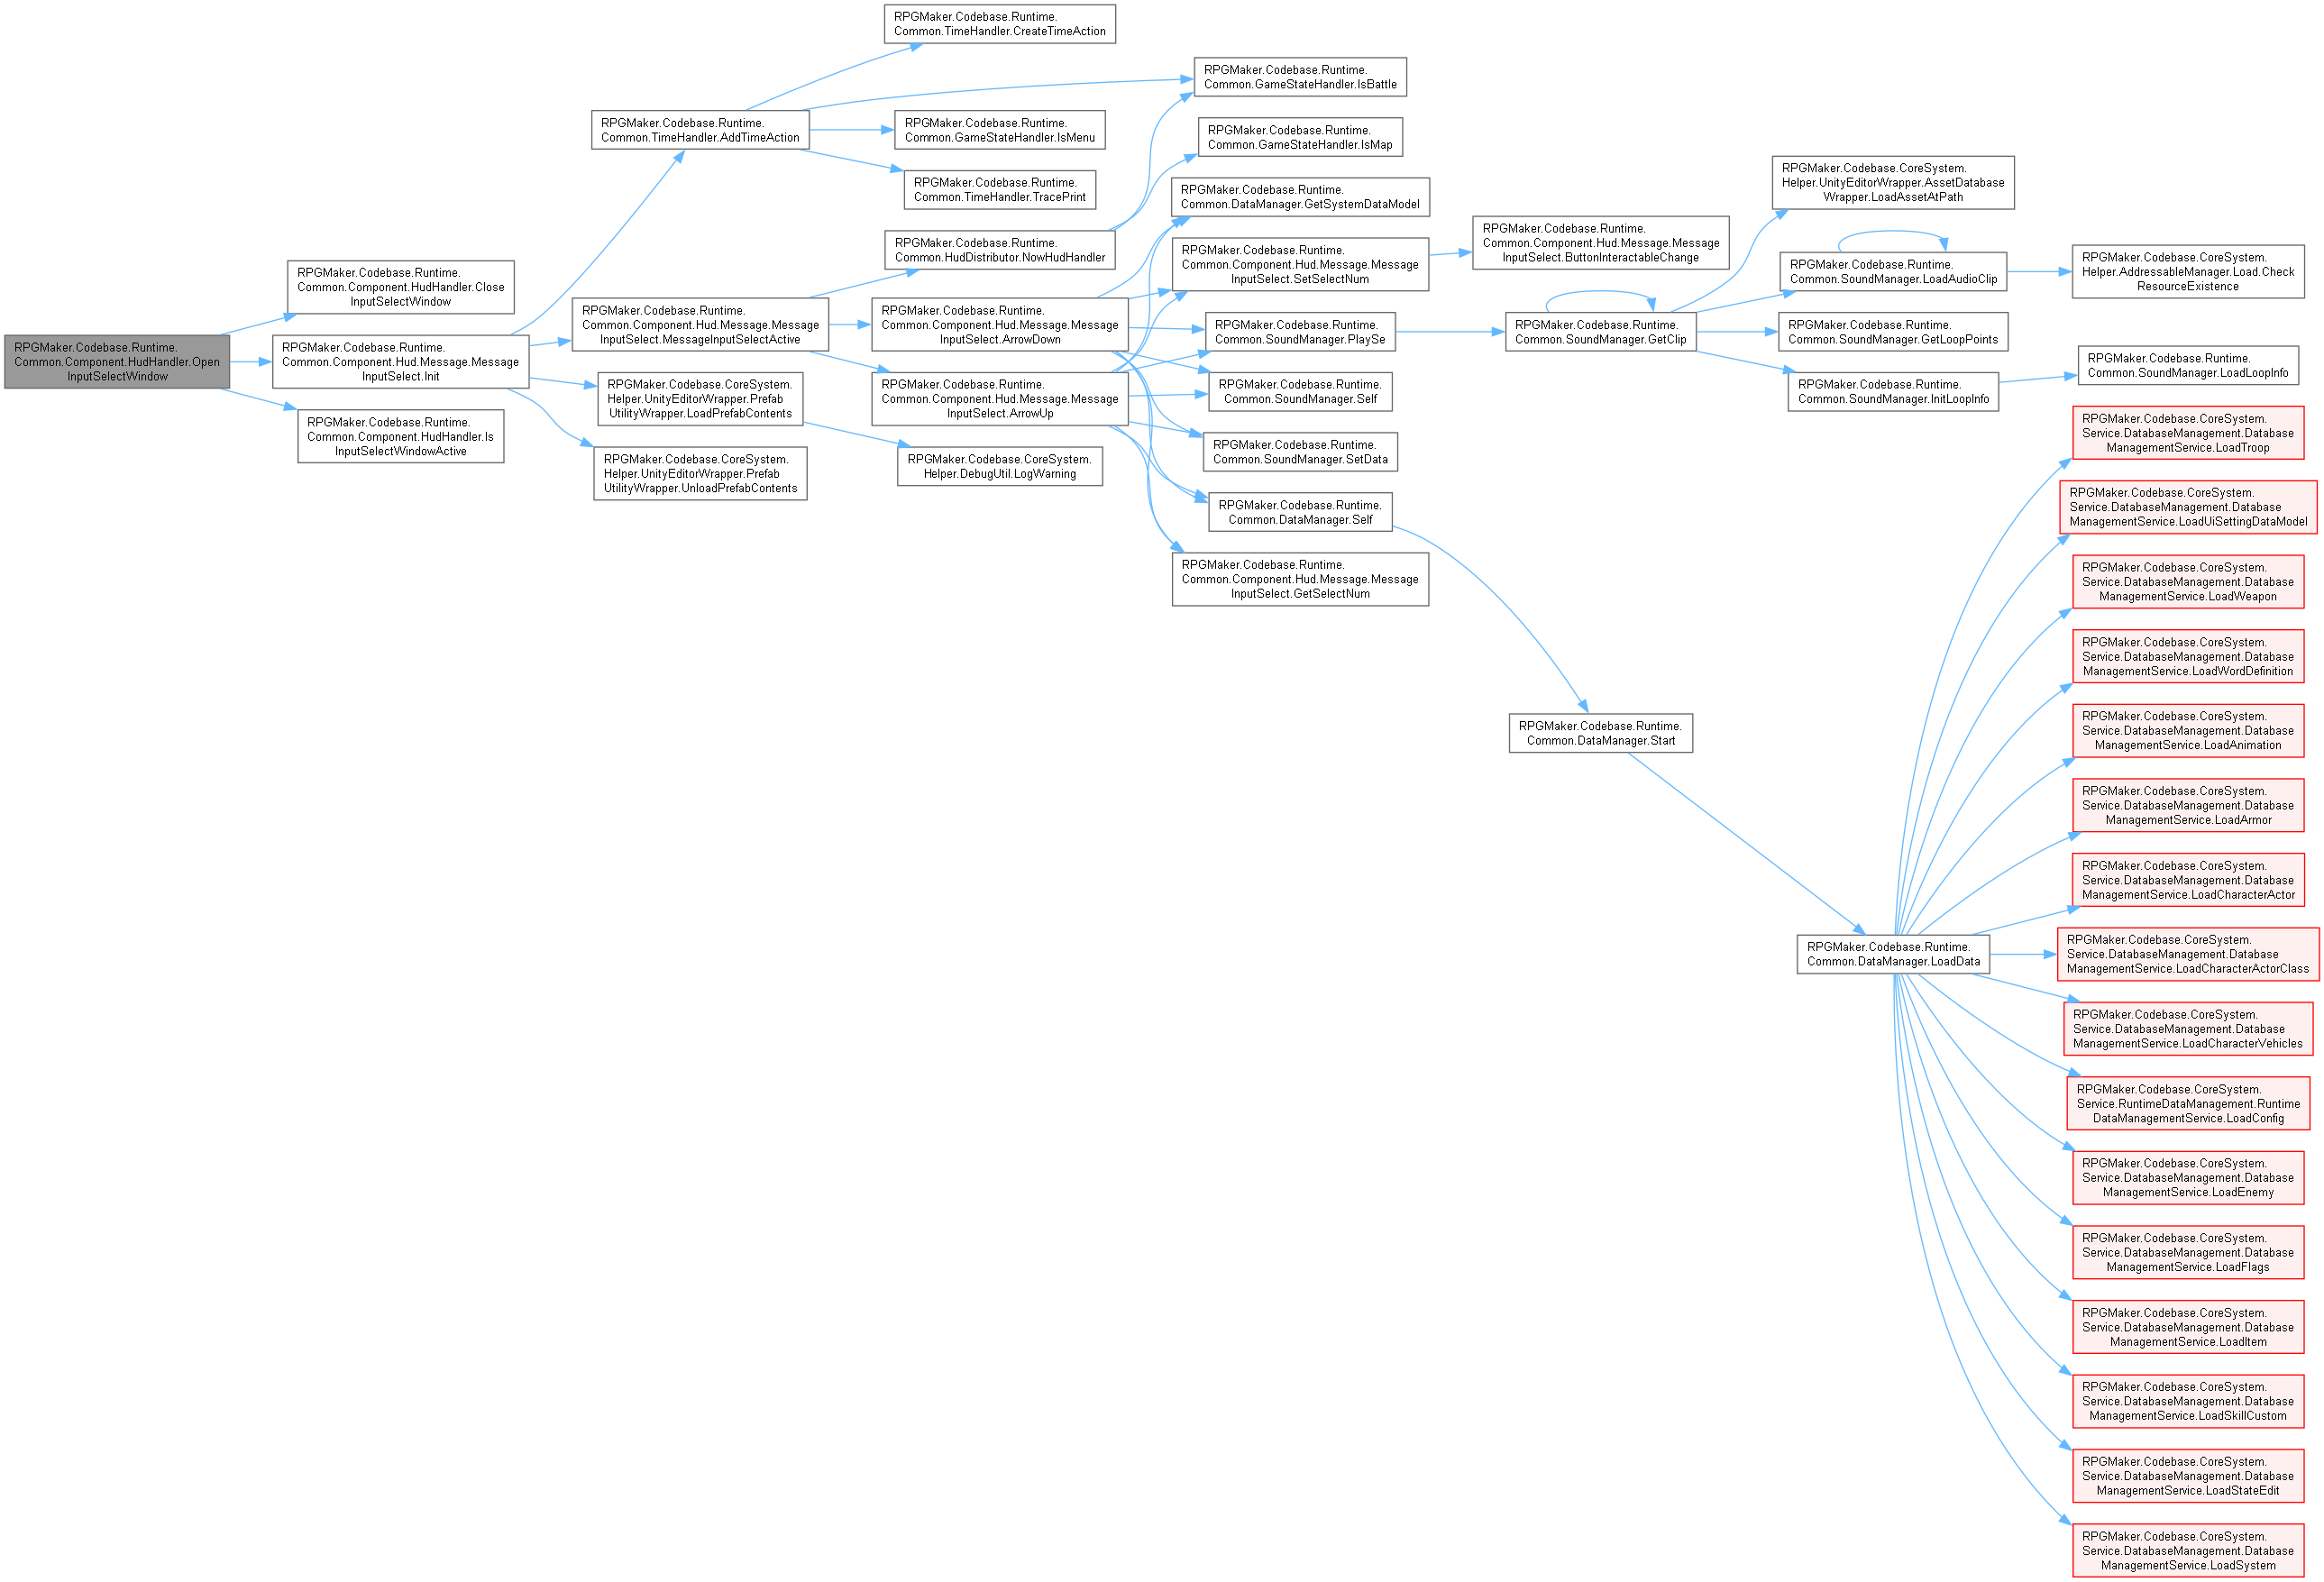 RPGMaker.Codebase.Runtime.
Common.Component.HudHandler.Open
InputSelectWindow
RPGMaker.Codebase.Runtime.
Common.Component.HudHandler.Close
InputSelectWindow
RPGMaker.Codebase.Runtime.
Common.Component.Hud.Message.Message
InputSelect.Init
RPGMaker.Codebase.Runtime.
Common.Component.HudHandler.Is
InputSelectWindowActive
RPGMaker.Codebase.Runtime.
Common.TimeHandler.AddTimeAction
RPGMaker.Codebase.Runtime.
Common.Component.Hud.Message.Message
InputSelect.MessageInputSelectActive
RPGMaker.Codebase.CoreSystem.
Helper.UnityEditorWrapper.Prefab
UtilityWrapper.LoadPrefabContents
RPGMaker.Codebase.CoreSystem.
Helper.UnityEditorWrapper.Prefab
UtilityWrapper.UnloadPrefabContents
RPGMaker.Codebase.Runtime.
Common.TimeHandler.CreateTimeAction
RPGMaker.Codebase.Runtime.
Common.GameStateHandler.IsMenu
RPGMaker.Codebase.Runtime.
Common.TimeHandler.TracePrint
RPGMaker.Codebase.Runtime.
Common.HudDistributor.NowHudHandler
RPGMaker.Codebase.Runtime.
Common.Component.Hud.Message.Message
InputSelect.ArrowDown
RPGMaker.Codebase.Runtime.
Common.Component.Hud.Message.Message
InputSelect.ArrowUp
RPGMaker.Codebase.CoreSystem.
Helper.DebugUtil.LogWarning
RPGMaker.Codebase.Runtime.
Common.GameStateHandler.IsBattle
RPGMaker.Codebase.Runtime.
Common.GameStateHandler.IsMap
RPGMaker.Codebase.Runtime.
Common.DataManager.GetSystemDataModel
RPGMaker.Codebase.Runtime.
Common.Component.Hud.Message.Message
InputSelect.SetSelectNum
RPGMaker.Codebase.Runtime.
Common.SoundManager.PlaySe
RPGMaker.Codebase.Runtime.
Common.SoundManager.Self
RPGMaker.Codebase.Runtime.
Common.SoundManager.SetData
RPGMaker.Codebase.Runtime.
Common.DataManager.Self
RPGMaker.Codebase.Runtime.
Common.Component.Hud.Message.Message
InputSelect.GetSelectNum
RPGMaker.Codebase.Runtime.
Common.Component.Hud.Message.Message
InputSelect.ButtonInteractableChange
RPGMaker.Codebase.Runtime.
Common.SoundManager.GetClip
RPGMaker.Codebase.Runtime.
Common.DataManager.Start
RPGMaker.Codebase.CoreSystem.
Helper.UnityEditorWrapper.AssetDatabase
Wrapper.LoadAssetAtPath
RPGMaker.Codebase.Runtime.
Common.SoundManager.LoadAudioClip
RPGMaker.Codebase.Runtime.
Common.SoundManager.GetLoopPoints
RPGMaker.Codebase.Runtime.
Common.SoundManager.InitLoopInfo
RPGMaker.Codebase.Runtime.
Common.DataManager.LoadData
RPGMaker.Codebase.CoreSystem.
Helper.AddressableManager.Load.Check
ResourceExistence
RPGMaker.Codebase.Runtime.
Common.SoundManager.LoadLoopInfo
RPGMaker.Codebase.CoreSystem.
Service.DatabaseManagement.Database
ManagementService.LoadTroop
RPGMaker.Codebase.CoreSystem.
Service.DatabaseManagement.Database
ManagementService.LoadUiSettingDataModel
RPGMaker.Codebase.CoreSystem.
Service.DatabaseManagement.Database
ManagementService.LoadWeapon
RPGMaker.Codebase.CoreSystem.
Service.DatabaseManagement.Database
ManagementService.LoadWordDefinition
RPGMaker.Codebase.CoreSystem.
Service.DatabaseManagement.Database
ManagementService.LoadAnimation
RPGMaker.Codebase.CoreSystem.
Service.DatabaseManagement.Database
ManagementService.LoadArmor
RPGMaker.Codebase.CoreSystem.
Service.DatabaseManagement.Database
ManagementService.LoadCharacterActor
RPGMaker.Codebase.CoreSystem.
Service.DatabaseManagement.Database
ManagementService.LoadCharacterActorClass
RPGMaker.Codebase.CoreSystem.
Service.DatabaseManagement.Database
ManagementService.LoadCharacterVehicles
RPGMaker.Codebase.CoreSystem.
Service.RuntimeDataManagement.Runtime
DataManagementService.LoadConfig
RPGMaker.Codebase.CoreSystem.
Service.DatabaseManagement.Database
ManagementService.LoadEnemy
RPGMaker.Codebase.CoreSystem.
Service.DatabaseManagement.Database
ManagementService.LoadFlags
RPGMaker.Codebase.CoreSystem.
Service.DatabaseManagement.Database
ManagementService.LoadItem
RPGMaker.Codebase.CoreSystem.
Service.DatabaseManagement.Database
ManagementService.LoadSkillCustom
RPGMaker.Codebase.CoreSystem.
Service.DatabaseManagement.Database
ManagementService.LoadStateEdit
RPGMaker.Codebase.CoreSystem.
Service.DatabaseManagement.Database
ManagementService.LoadSystem